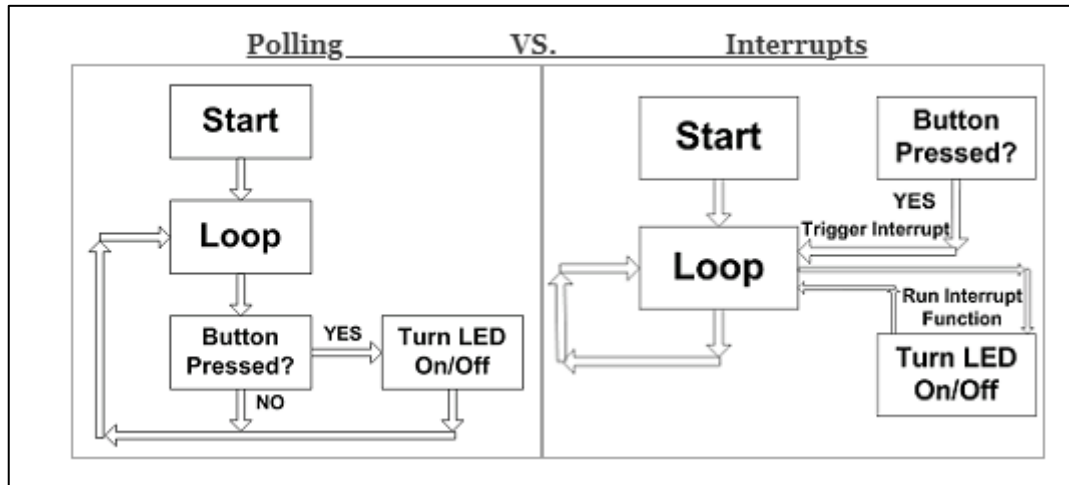 Polling VS. Interrupts
Start
Loop
Button
Pressed?
YES
Turn LED
On/Off
NO
Start
Button
Pressed?
YES
Trigger Interrupt
Loop
Run Interrupt
Function
Turn LED
On/Off